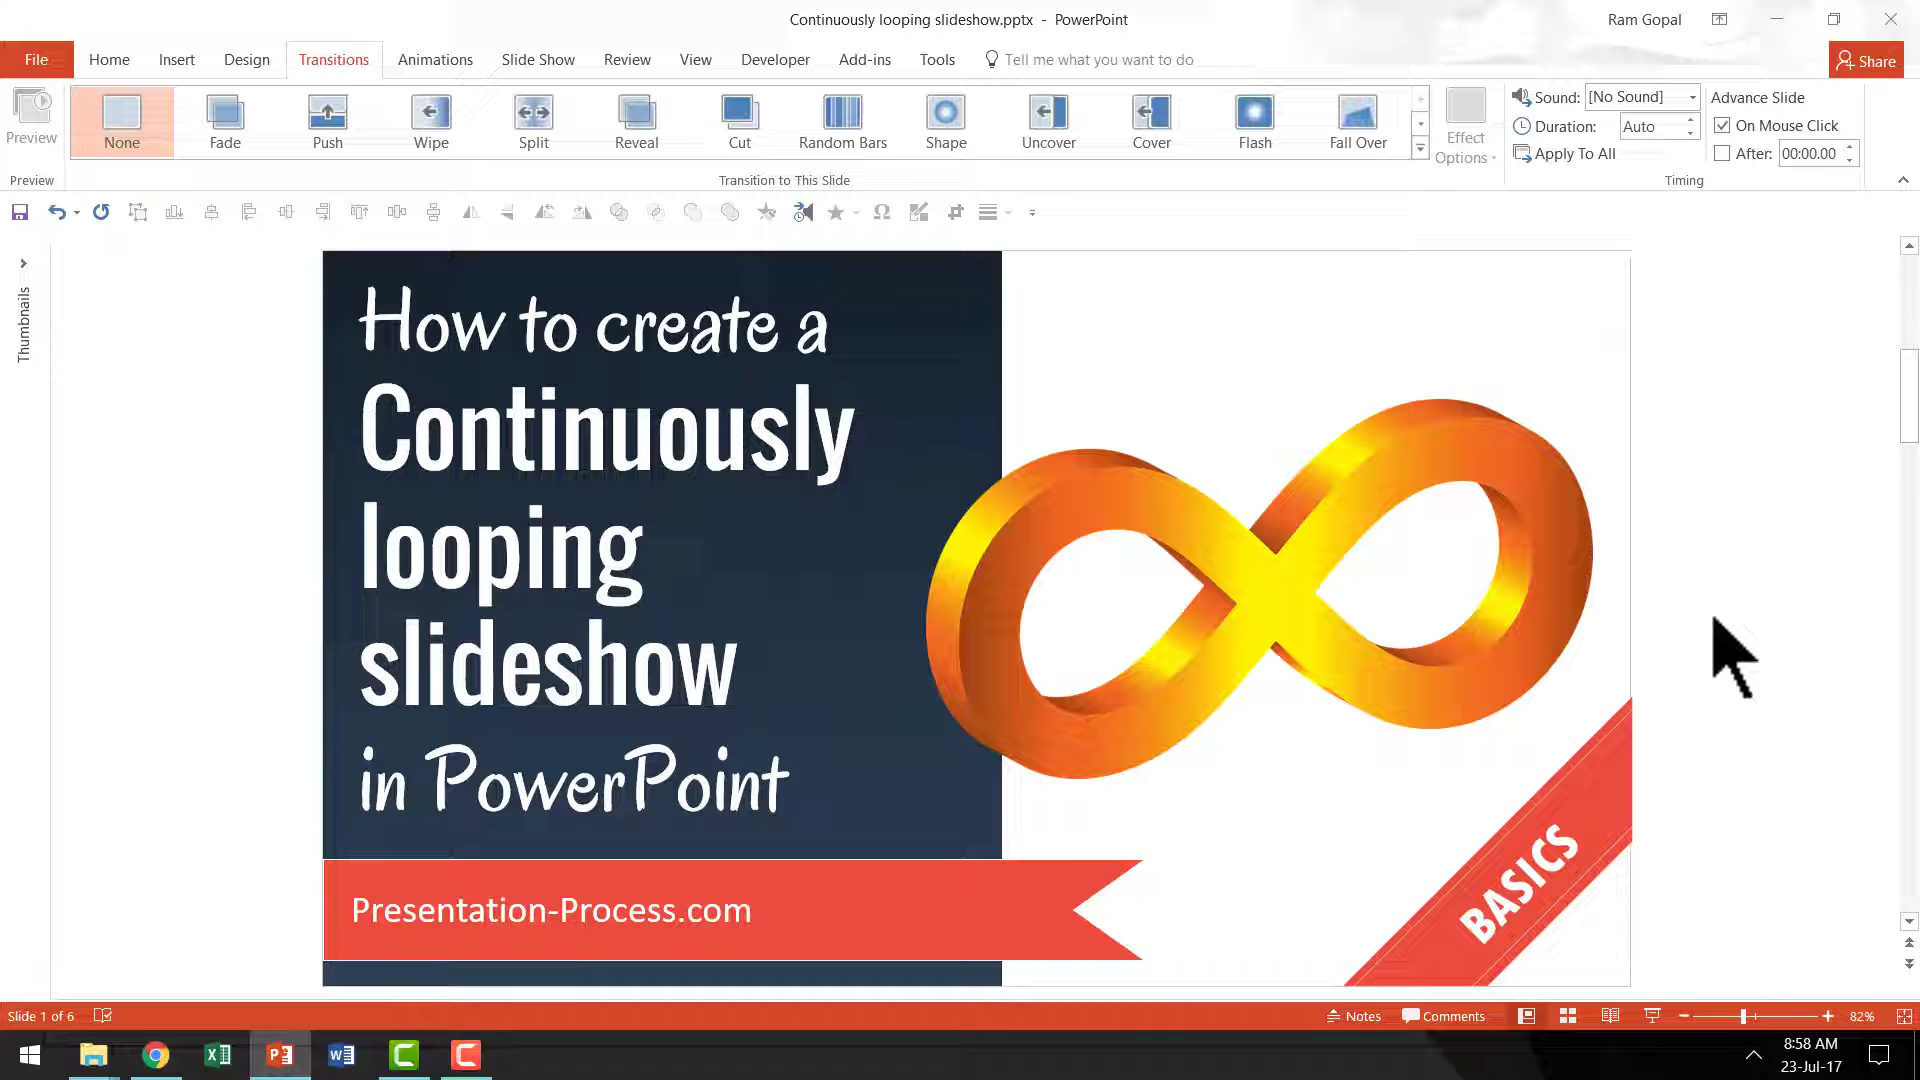 Continuously looping slideshow.pptx - PowerPoint
Ram Gopal
File Home Insert Design Transitions Animations Slide Show Review View Developer Add-ins Tools Tell me what you want to do
Share
Preview
None Fade Push Wipe Split Reveal Cut Random Bars Shape Uncover Cover Flash Fall Over
Effect
Options
Sound: [No Sound]
Duration: Auto
Apply To All
Advance Slide
On Mouse Click
After: 00:00.00
Preview
Transition to This Slide
Timing
Thumbnails
How to create a
Continuously
looping
slideshow
in PowerPoint
Presentation-Process.com
BASICS
Slide 1 of 6
Notes
Comments
82%
8:58 AM
23-Jul-17